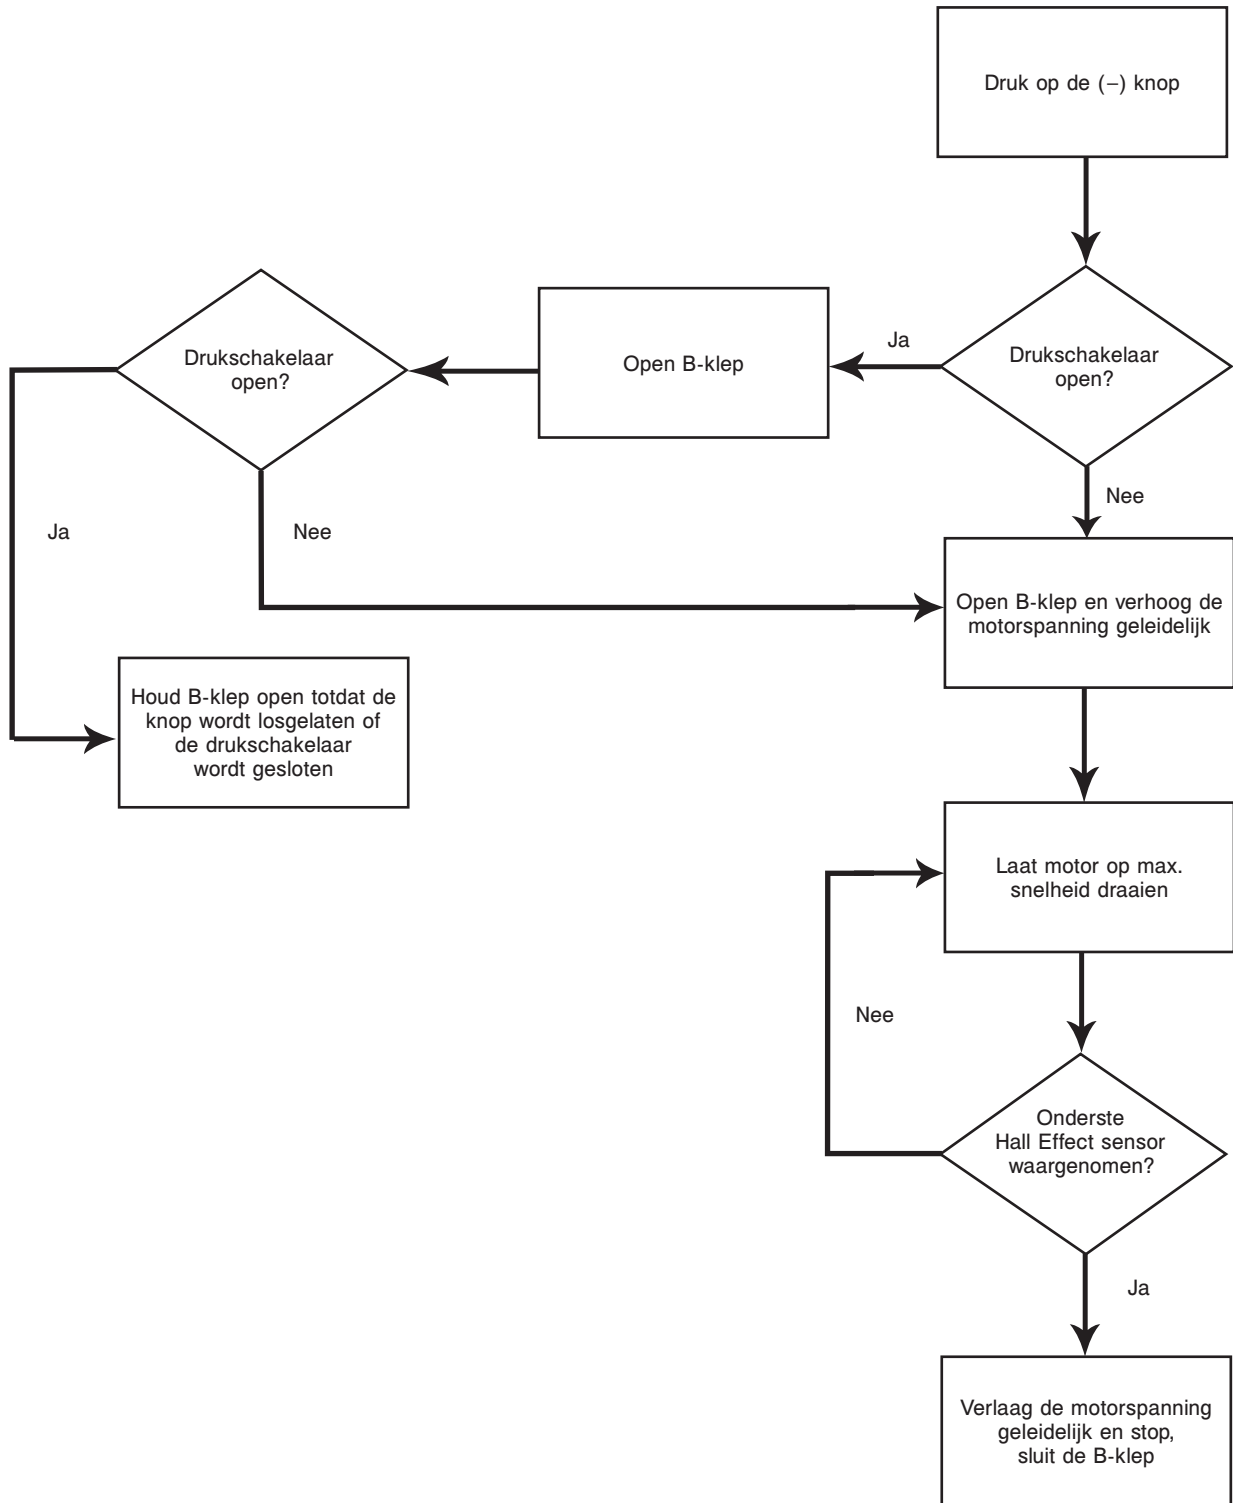 Druk op de (–) knop
Drukschakelaar
open?
Ja
Open B-klep
Drukschakelaar
open?
Nee
Ja
Nee
Open B-klep en verhoog de
motorspanning geleidelijk
Houd B-klep open totdat de
knop wordt losgelaten of
de drukschakelaar
wordt gesloten
Laat motor op max.
snelheid draaien
Nee
Onderste
Hall Effect sensor
waargenomen?
Ja
Verlaag de motorspanning
geleidelijk en stop,
sluit de B-klep